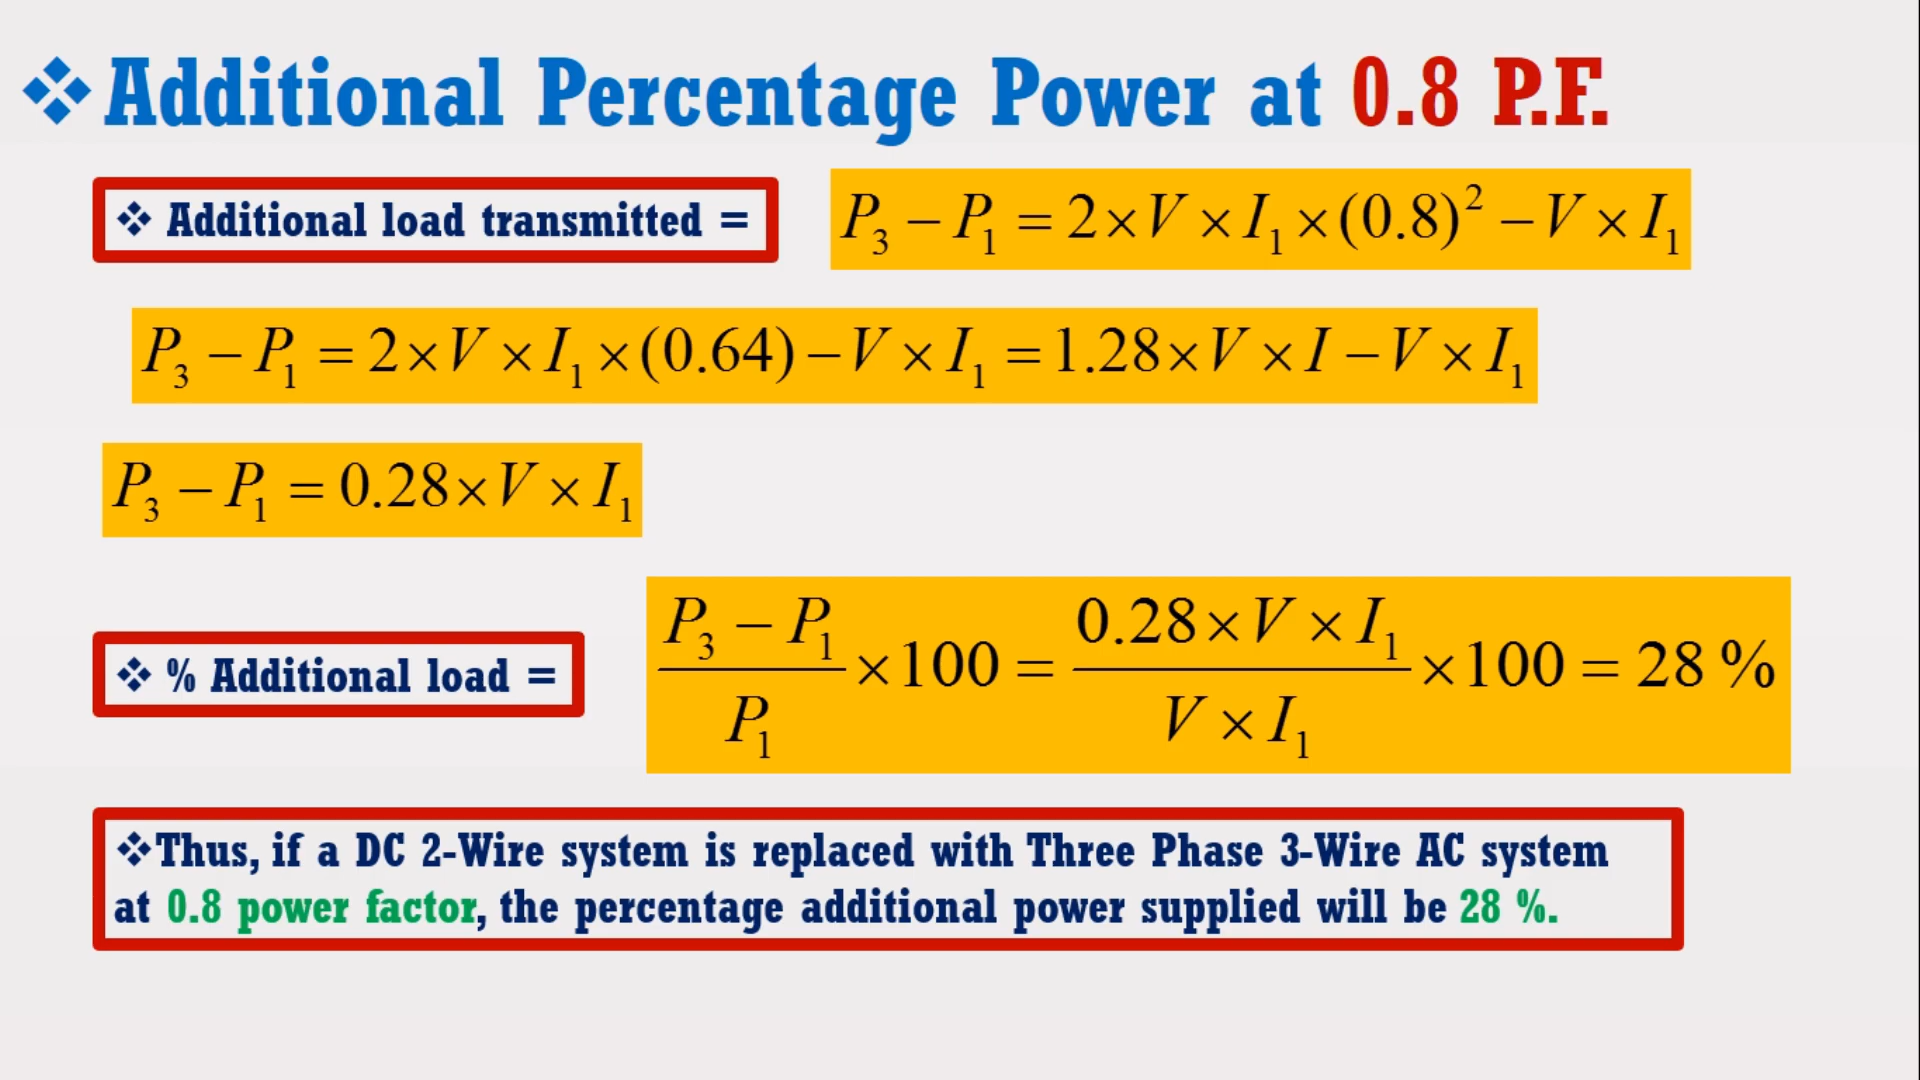 ❖Additional Percentage Power at 0.8 P.F.
❖ Additional load transmitted = P₃ − P₁ = 2 × V × I₁ × (0.8)² − V × I₁
P₃ − P₁ = 2 × V × I₁ × (0.64) − V × I₁ = 1.28 × V × I − V × I₁
P₃ − P₁ = 0.28 × V × I₁
❖ % Additional load = (P₃ − P₁)/P₁ × 100 = (0.28 × V × I₁)/(V × I₁) × 100 = 28 %
❖Thus, if a DC 2-Wire system is replaced with Three Phase 3-Wire AC system
at 0.8 power factor, the percentage additional power supplied will be 28 %.